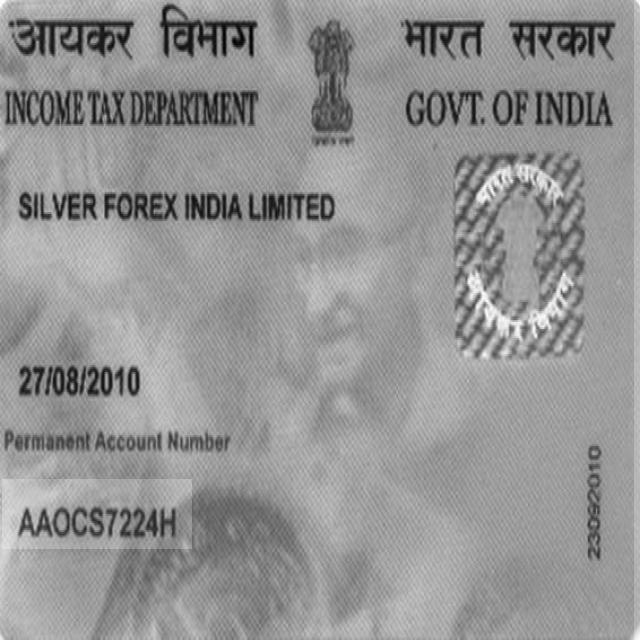 आयकर विभाग
भारत सरकार
INCOME TAX DEPARTMENT
GOVT. OF INDIA
SILVER FOREX INDIA LIMITED
भारत सरकार
आयकर विभाग
27/08/2010
Permanent Account Number
AAOCS7224H
23092010